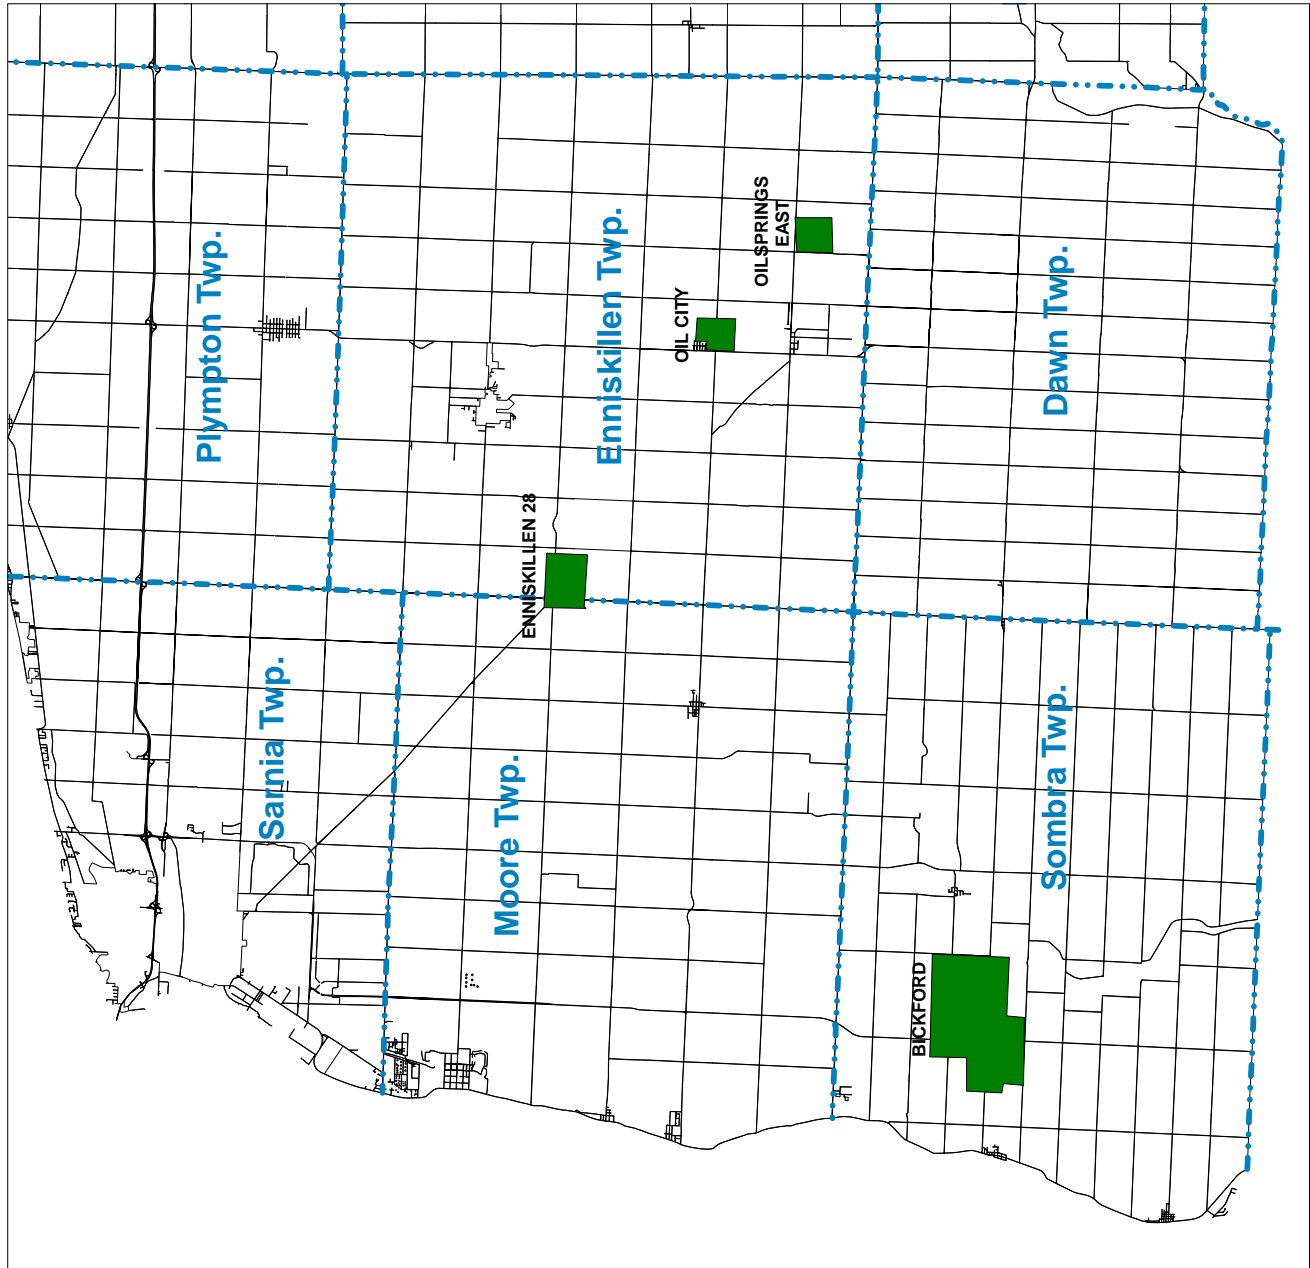 Plympton Twp.
Enniskillen Twp.
OILSPRINGS
EAST
OIL CITY
Dawn Twp.
ENNISKILLEN 28
Sarnia Twp.
Moore Twp.
Sombra Twp.
BICKFORD